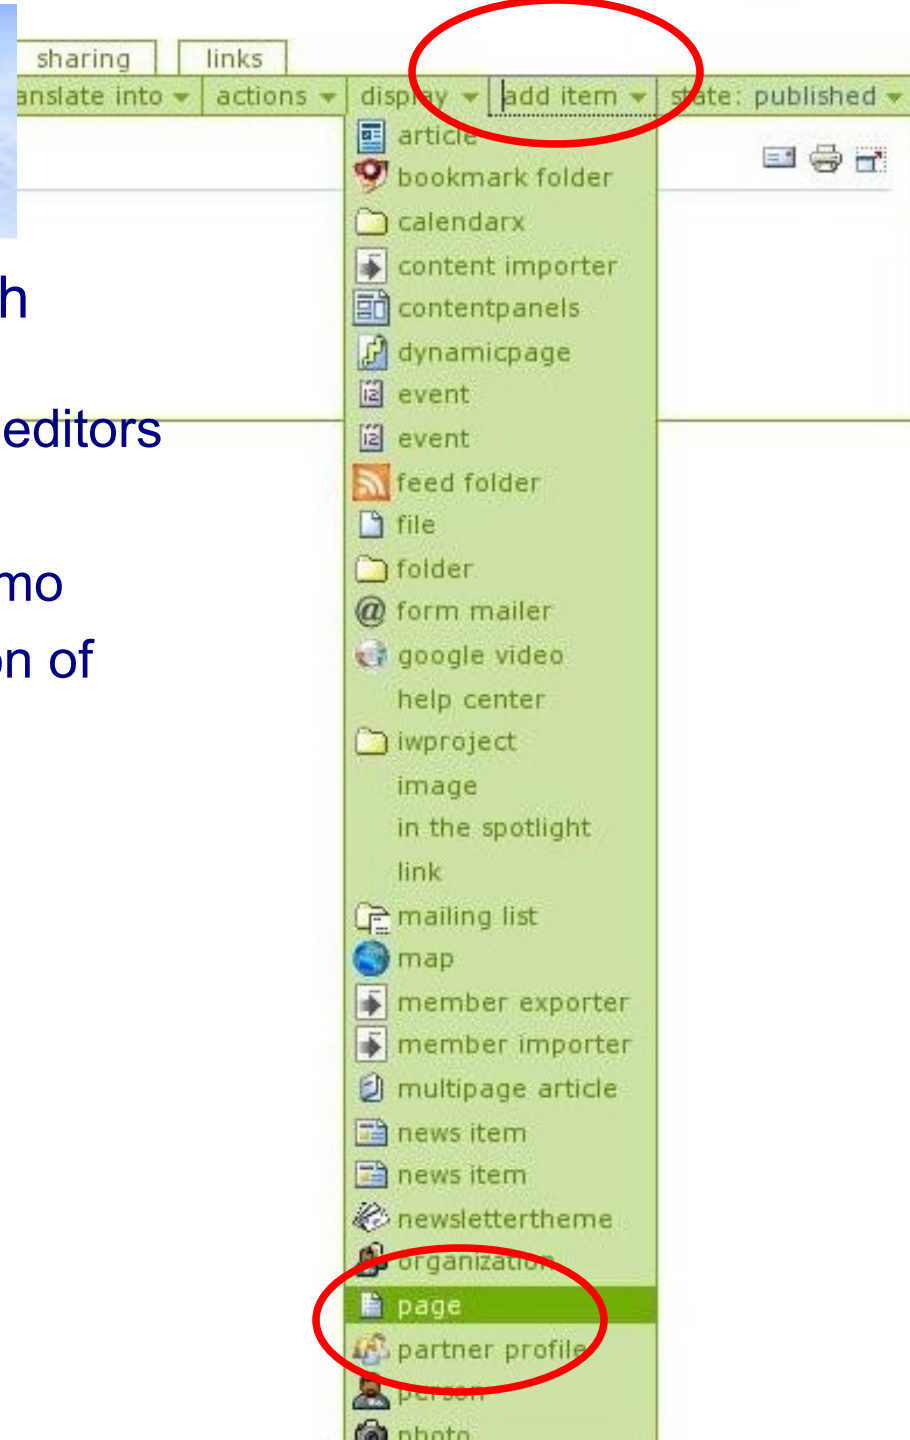 sharing links
anslate into actions display add item state: published
article
bookmark folder
calendarx
content importer
h
contentpanels
dynamicpage
event
editors
event
feed folder
file
folder
mo
form mailer
google video
on of
help center
iwproject
image
in the spotlight
link
mailing list
map
member exporter
member importer
multipage article
news item
news item
newslettertheme
organization
page
partner profile
person
photo